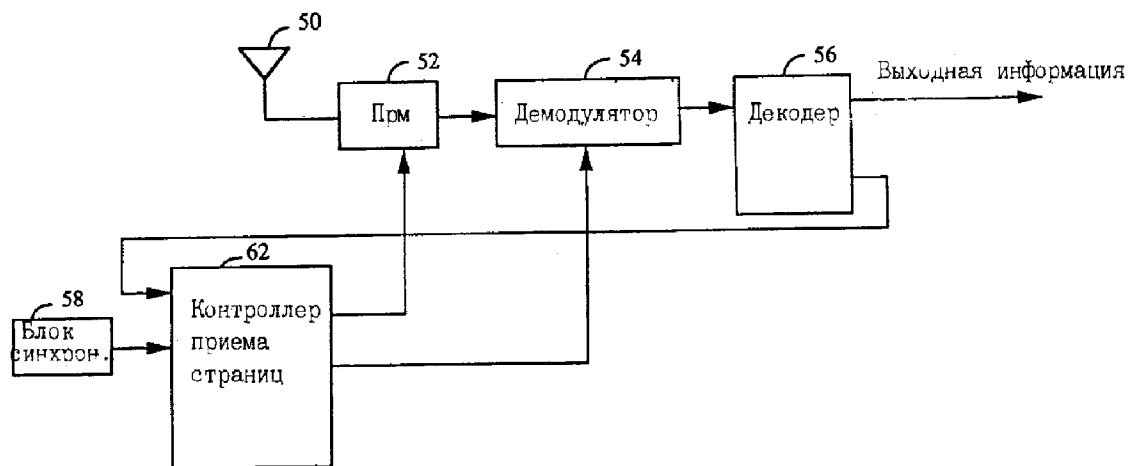 50
52
54
56
Выходная информация
Прм
Демодулятор
Декодер
62
58
Контроллер
приема
страниц
Блок
синхрон.